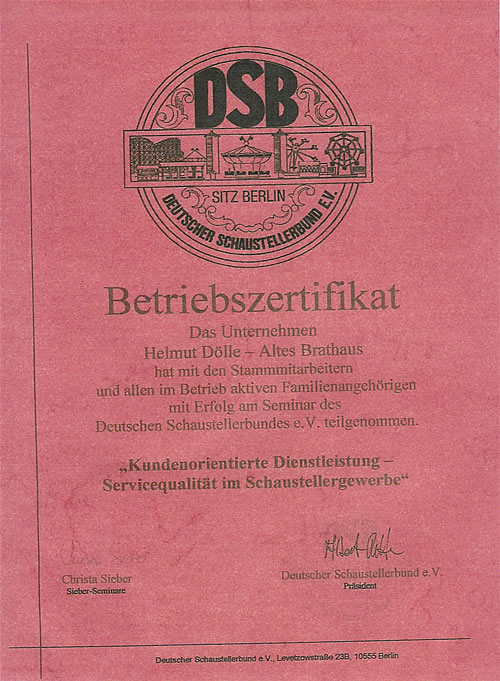 DSB
SITZ BERLIN
DEUTSCHER SCHAUSTELLERBUND E.V.
Betriebszertifikat
Das Unternehmen
Helmut Dölle – Altes Brathaus
hat mit den Stammmitarbeitern
und allen im Betrieb aktiven Familienangehörigen
mit Erfolg am Seminar des
Deutschen Schaustellerbundes e.V. teilgenommen.
„Kundenorientierte Dienstleistung –
Servicequalität im Schaustellergewerbe“
Christa Sieber
Sieber-Seminare
Deutscher Schaustellerbund e.V.
Präsident
Deutscher Schaustellerbund e.V., Levetzowstraße 23B, 10555 Berlin